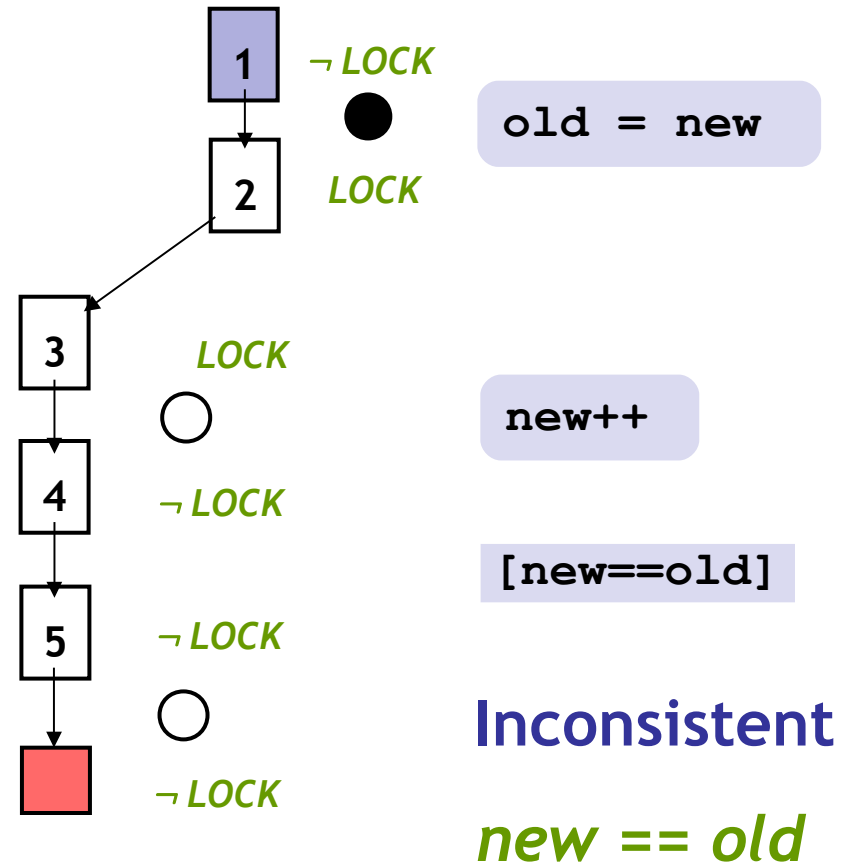 1
¬ LOCK
old = new
2
LOCK
3
LOCK
new++
4
¬ LOCK
[new==old]
5
¬ LOCK
Inconsistent
¬ LOCK
new == old